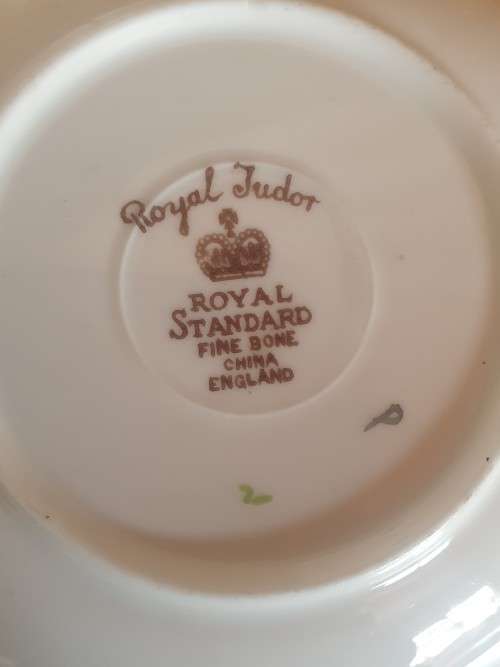 Royal Tudor
ROYAL
STANDARD
FINE BONE
CHINA
ENGLAND